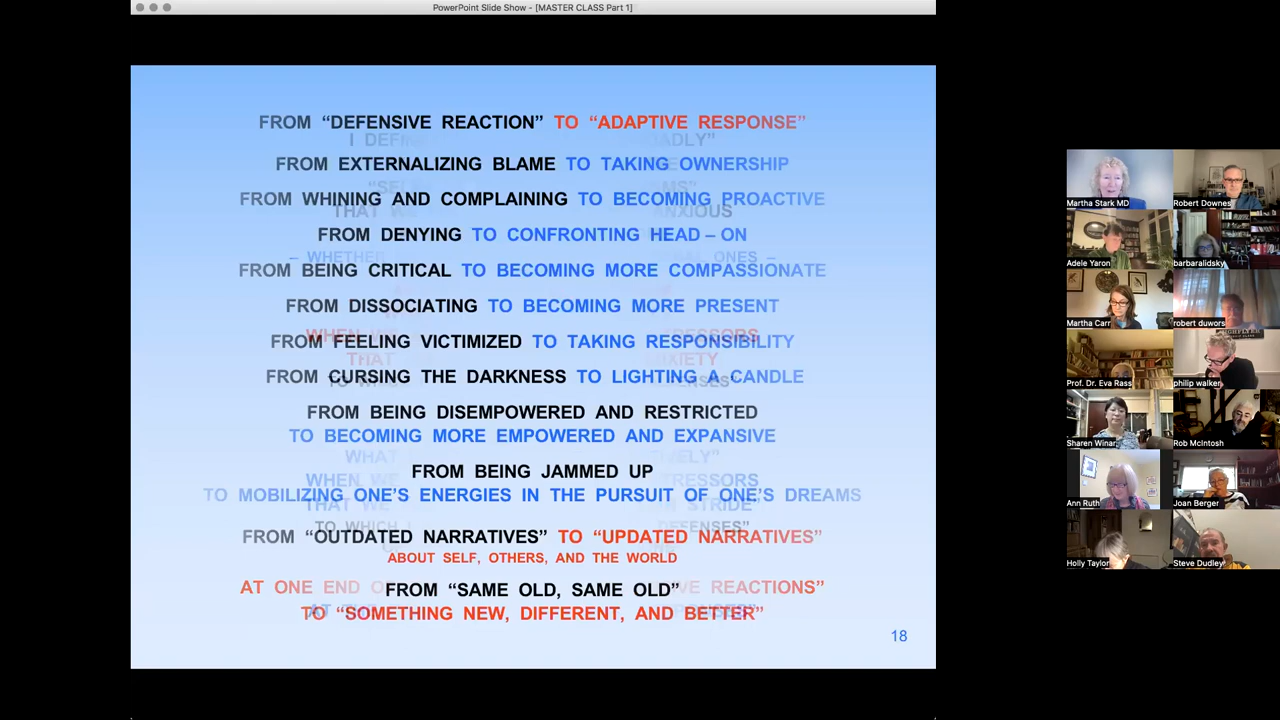 PowerPoint Slide Show - [MASTER CLASS Part 1]
FROM “DEFENSIVE REACTION” TO “ADAPTIVE RESPONSE”
FROM EXTERNALIZING BLAME TO TAKING OWNERSHIP
FROM WHINING AND COMPLAINING TO BECOMING PROACTIVE
FROM DENYING TO CONFRONTING HEAD – ON
FROM BEING CRITICAL TO BECOMING MORE COMPASSIONATE
FROM DISSOCIATING TO BECOMING MORE PRESENT
FROM FEELING VICTIMIZED TO TAKING RESPONSIBILITY
FROM CURSING THE DARKNESS TO LIGHTING A CANDLE
FROM BEING DISEMPOWERED AND RESTRICTED
TO BECOMING MORE EMPOWERED AND EXPANSIVE
FROM BEING JAMMED UP
TO MOBILIZING ONE’S ENERGIES IN THE PURSUIT OF ONE’S DREAMS
FROM “OUTDATED NARRATIVES” TO “UPDATED NARRATIVES”
ABOUT SELF, OTHERS, AND THE WORLD
FROM “SAME OLD, SAME OLD”
TO “SOMETHING NEW, DIFFERENT, AND BETTER”
18
Martha Stark MD
Robert Downes
Adele Yaron
barbaralidsky
Martha Carr
robert duwors
Prof. Dr. Eva Rass
philip walker
Sharen Winar
Rob McIntosh
Ann Ruth
Joan Berger
Holly Taylor
Steve Dudley